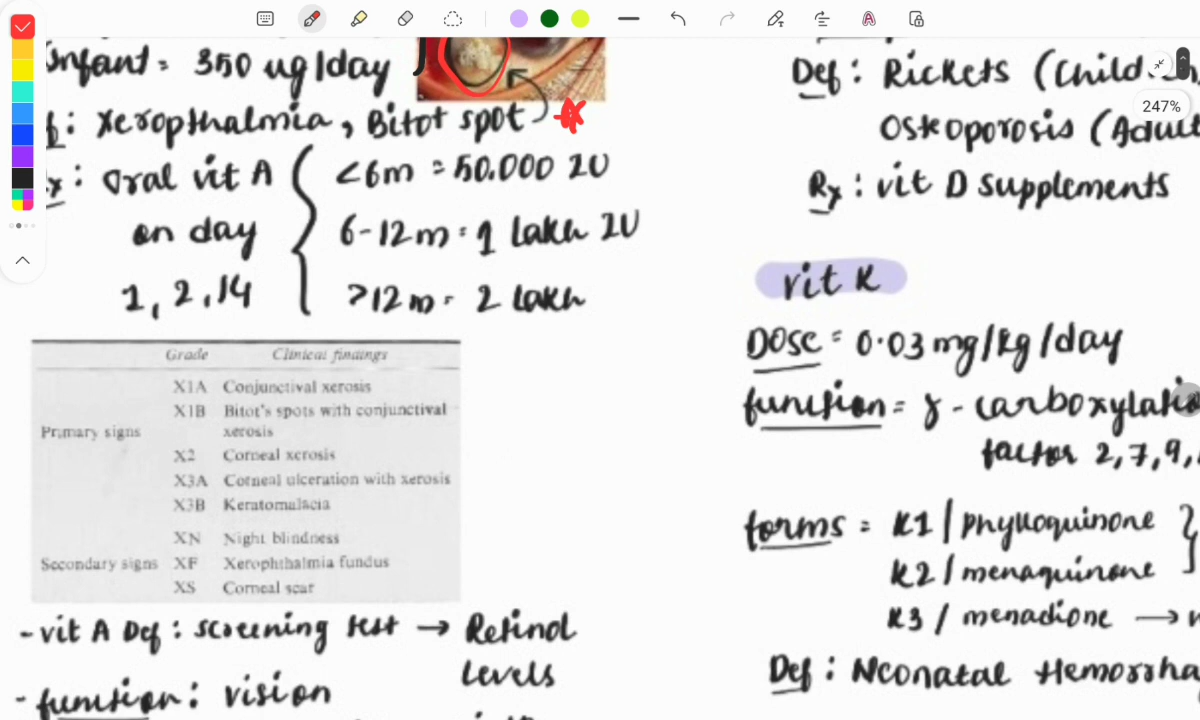 Infant = 350 ug/day
f: Xeropthalmia, Bitot spot
Rx: Oral vit A
on day
1, 2, 14
<6m = 50.000 IU
6-12m = 1 Lakh IU
>12m = 2 Lakh
Grade Clinical findings
Primary signs
X1A Conjunctival xerosis
X1B Bitot's spots with conjunctival
xerosis
X2 Corneal xerosis
X3A Corneal ulceration with xerosis
X3B Keratomalacia
Secondary signs
XN Night blindness
XF Xerophthalmia fundus
XS Corneal scar
- vit A Def: screening test → Retinol
levels
- function: vision
Def: Rickets (Child
Osteoporosis (Adul
Rx: vit D supplements
vit K
Dose = 0.03 mg/kg/day
function = γ - carboxylatio
factor 2, 7, 9,
forms = K1 / phylloquinone
K2 / menaquinone
K3 / menadione →
Def: Neonatal Hemorrha
247%